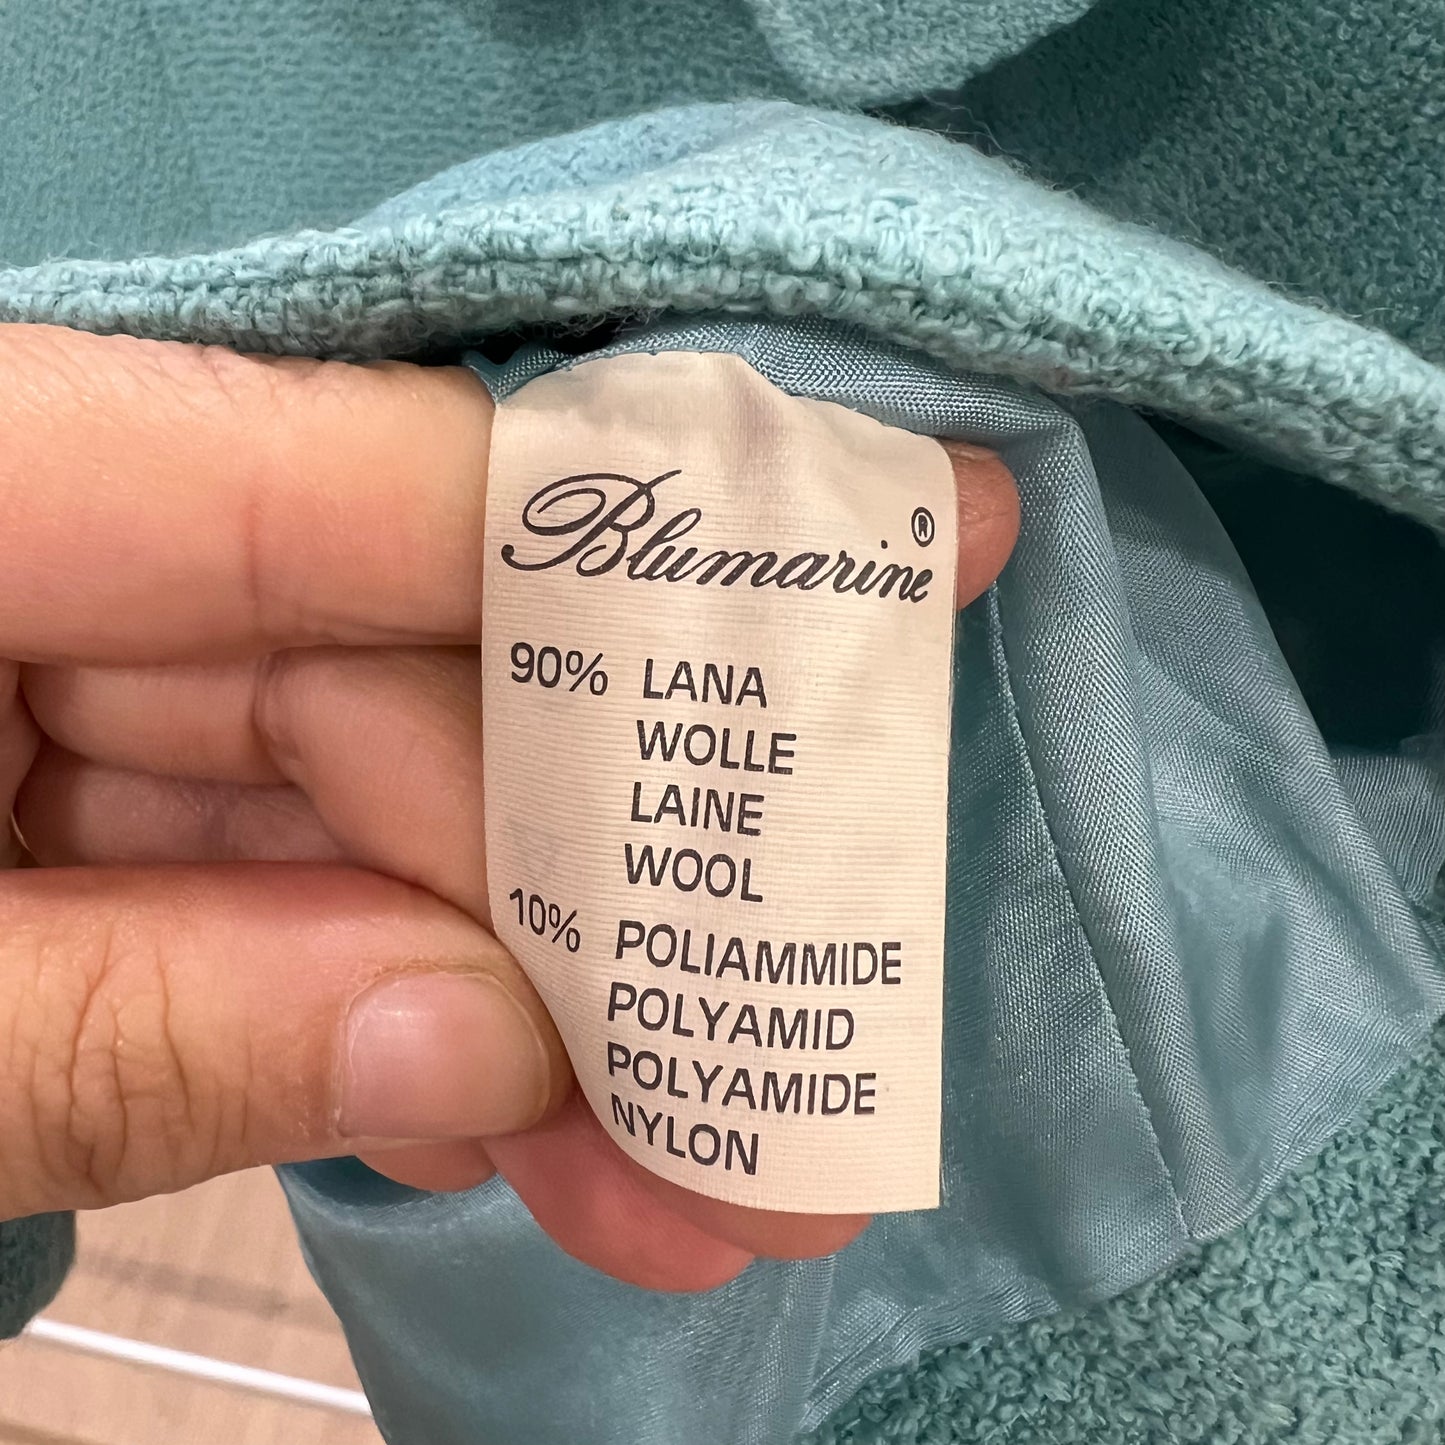 Blumarine®
90% LANA
WOLLE
LAINE
WOOL
10% POLIAMMIDE
POLYAMID
POLYAMIDE
NYLON